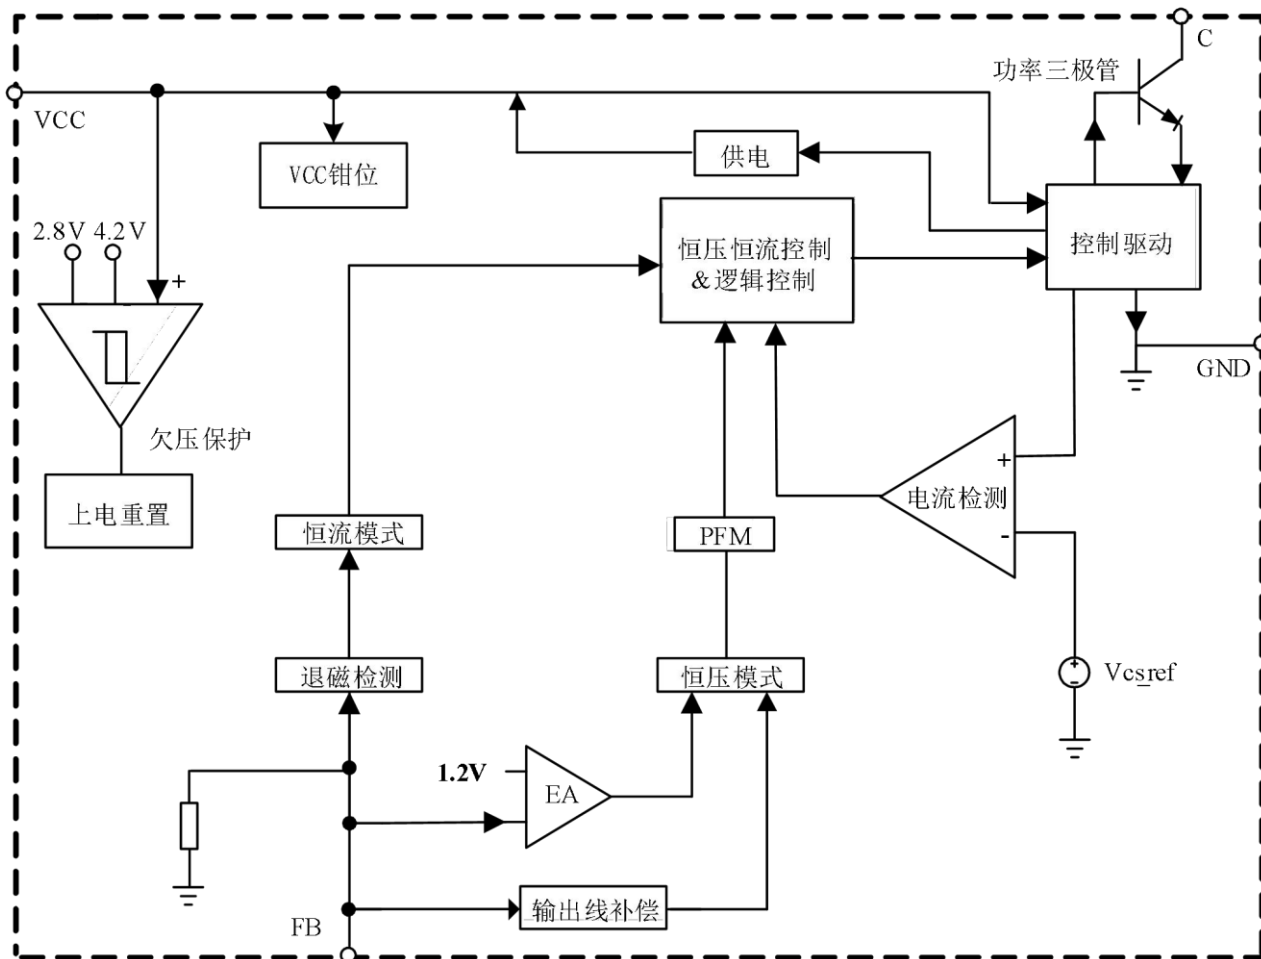 C
功率三极管
VCC
供电
VCC钳位
2.8V 4.2V
恒压恒流控制
&逻辑控制
控制驱动
+
GND
欠压保护
+
电流检测
上电重置
恒流模式
PFM
-
退磁检测
恒压模式
+
-
Vcs_ref
1.2V
EA
输出线补偿
FB